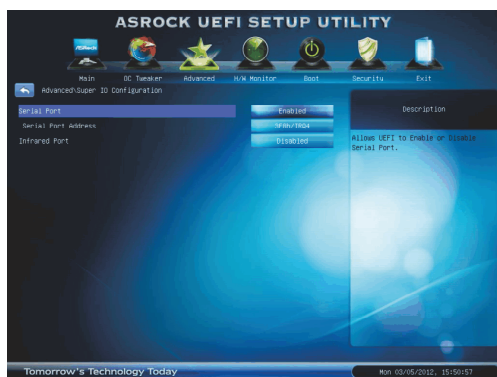 ASROCK UEFI SETUP UTILITY
ASRock
Main OC Tweaker Advanced H/W Monitor Boot Security Exit
Advanced\Super IO Configuration
Serial Port Enabled
Serial Port Address 3F8h/IRQ4
Infrared Port Disabled
Description
Allows UEFI to Enable or Disable
Serial Port.
Tomorrow's Technology Today
Mon 03/05/2012, 15:50:57